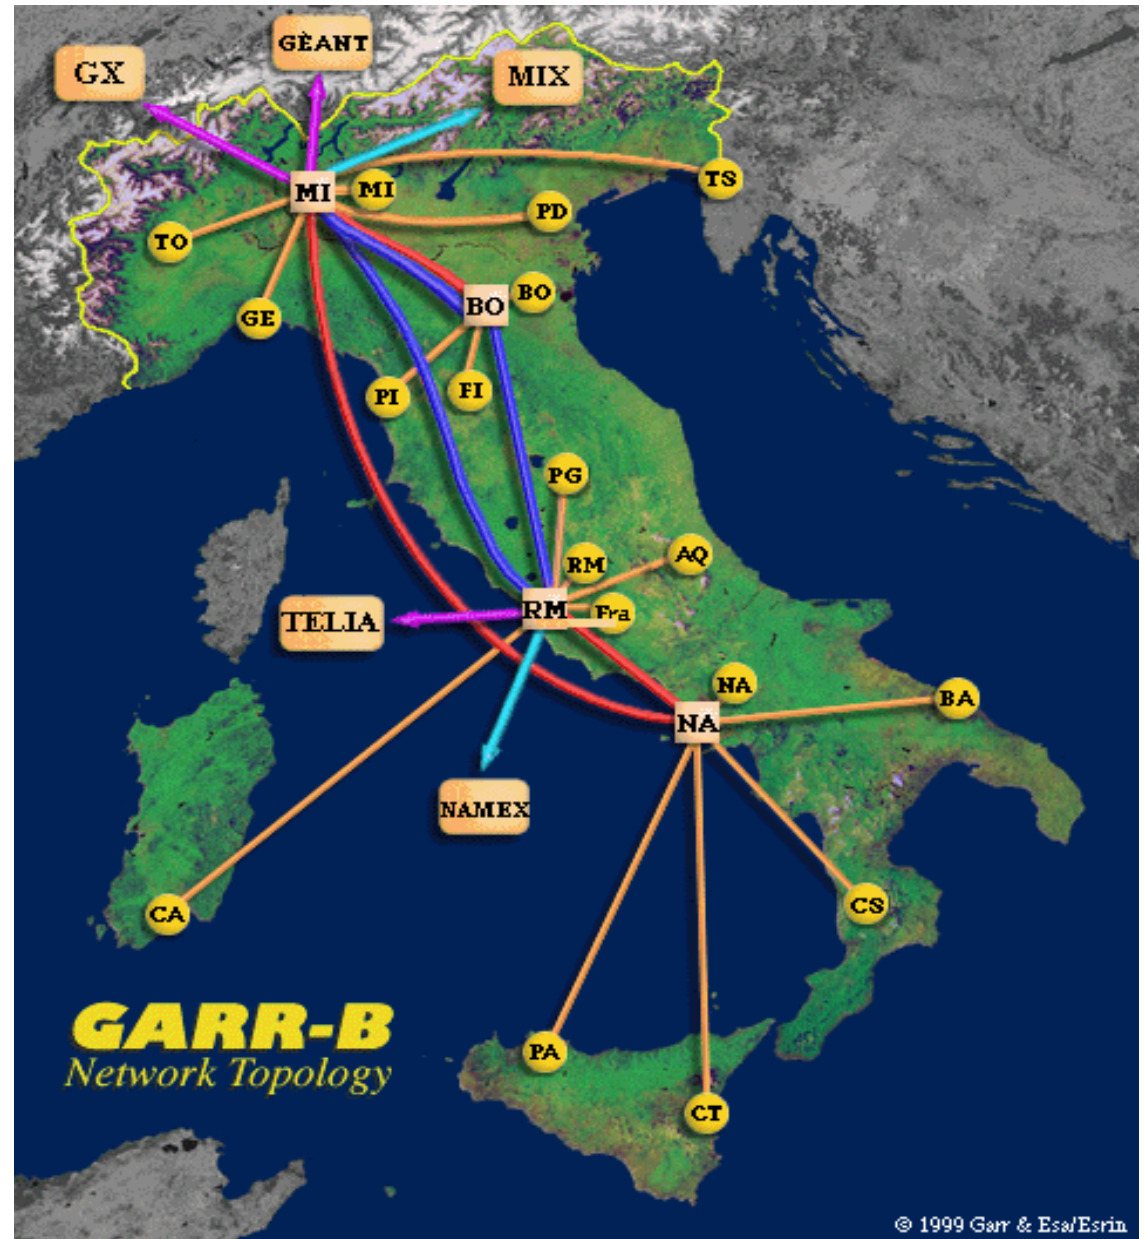 GÈANT
GX
MIX
TS
MI
MI
PD
TO
BO
BO
GE
PI
FI
PG
AQ
RM
RM
Fra
TELIA
NA
BA
NA
NAMEX
CS
CA
GARR-B
Network Topology
PA
CT
© 1999 Garr & Esa/Esrin